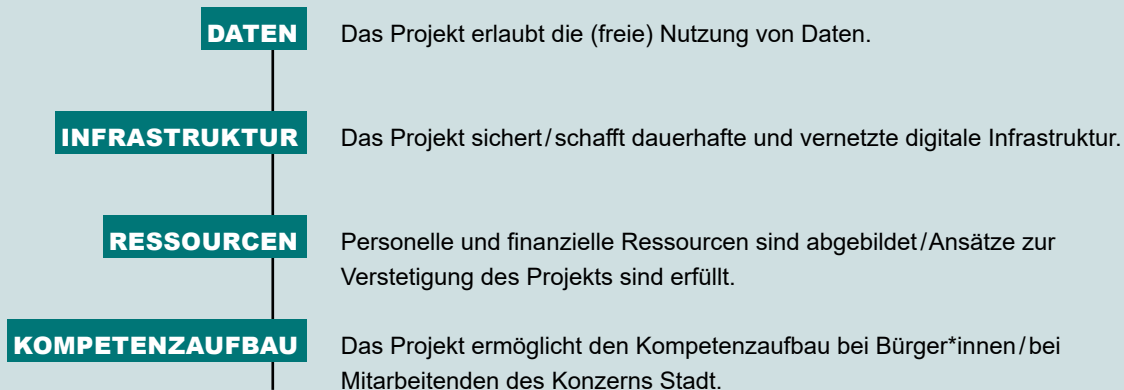 DATEN Das Projekt erlaubt die (freie) Nutzung von Daten.
INFRASTRUKTUR Das Projekt sichert/schafft dauerhafte und vernetzte digitale Infrastruktur.
RESSOURCEN Personelle und finanzielle Ressourcen sind abgebildet/Ansätze zur
Verstetigung des Projekts sind erfüllt.
KOMPETENZAUFBAU Das Projekt ermöglicht den Kompetenzaufbau bei Bürger*innen/bei
Mitarbeitenden des Konzerns Stadt.